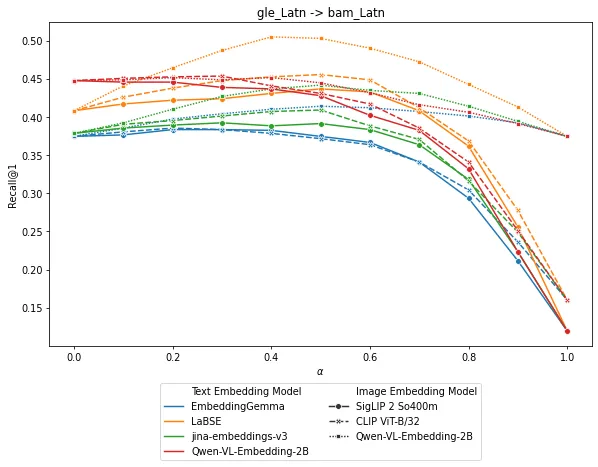 gle_Latn -> bam_Latn
Recall@1
0.50
0.45
0.40
0.35
0.30
0.25
0.20
0.15
0.0 0.2 0.4 0.6 0.8 1.0
α
Text Embedding Model
EmbeddingGemma
LaBSE
jina-embeddings-v3
Qwen-VL-Embedding-2B
Image Embedding Model
SigLIP 2 So400m
CLIP ViT-B/32
Qwen-VL-Embedding-2B